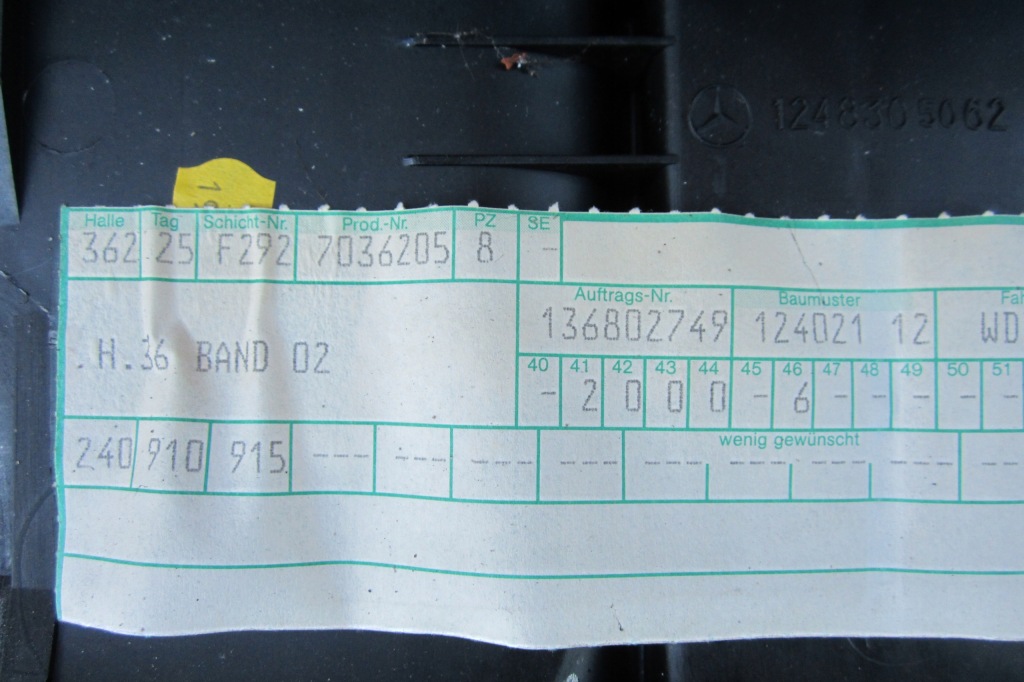 124 830 50 62
Halle Tag Schicht-Nr. Prod.-Nr. PZ SE
362 25 F292 7036205 8 -
Auftrags-Nr. Baumuster
136802749 124021 12 WD
.H.36 BAND 02
40 41 42 43 44 45 46 47 48 49 50 51
- 2 0 0 0 - 6 - - - - -
wenig gewünscht
240 910 915 --- --- --- --- --- --- --- --- --